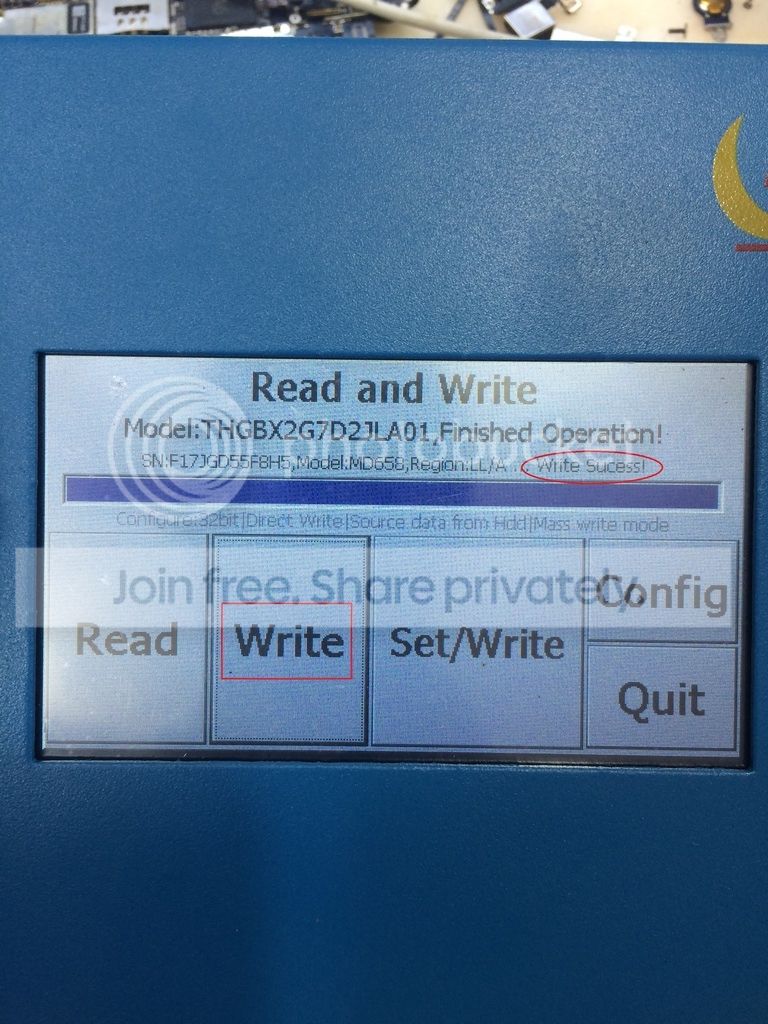 Read and Write
Model:THGBX2G7D2JLA01,Finished Operation!
SN:F17JGD55F8H5,Model:MD658,Region:LL/A ... Write Sucess!
Configure:32bit|Direct Write|Source data from Hdd|Mass write mode
photobucket
Join free. Share privately.
Config
Read
Write
Set/Write
Quit